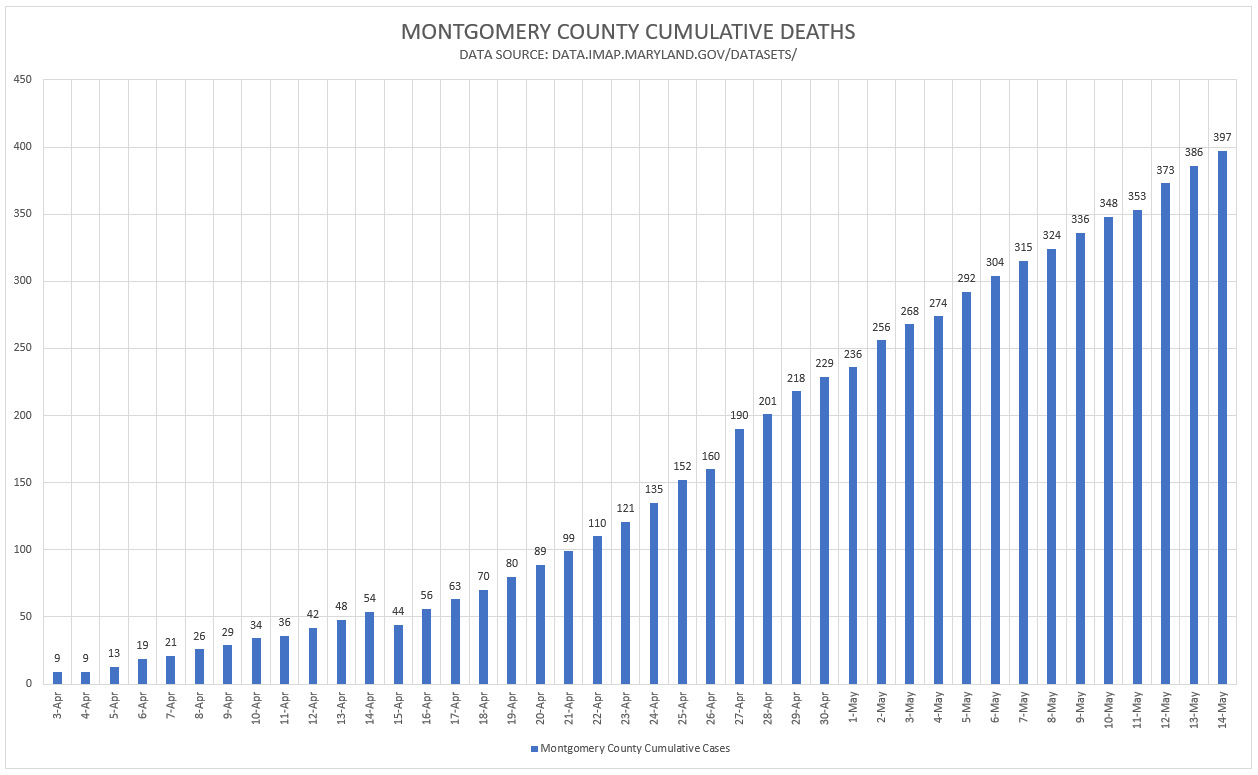 MONTGOMERY COUNTY CUMULATIVE DEATHS
DATA SOURCE: DATA.IMAP.MARYLAND.GOV/DATASETS/
450
400
350
300
250
200
150
100
50
0
9 9 13 19 21 26 29 34 36 42 48 54 44 56 63 70 80 89 99 110 121 135 152 160 190 201 218 229 236 256 268 274 292 304 315 324 336 348 353 373 386 397
3-Apr 4-Apr 5-Apr 6-Apr 7-Apr 8-Apr 9-Apr 10-Apr 11-Apr 12-Apr 13-Apr 14-Apr 15-Apr 16-Apr 17-Apr 18-Apr 19-Apr 20-Apr 21-Apr 22-Apr 23-Apr 24-Apr 25-Apr 26-Apr 27-Apr 28-Apr 29-Apr 30-Apr 1-May 2-May 3-May 4-May 5-May 6-May 7-May 8-May 9-May 10-May 11-May 12-May 13-May 14-May
Montgomery County Cumulative Cases